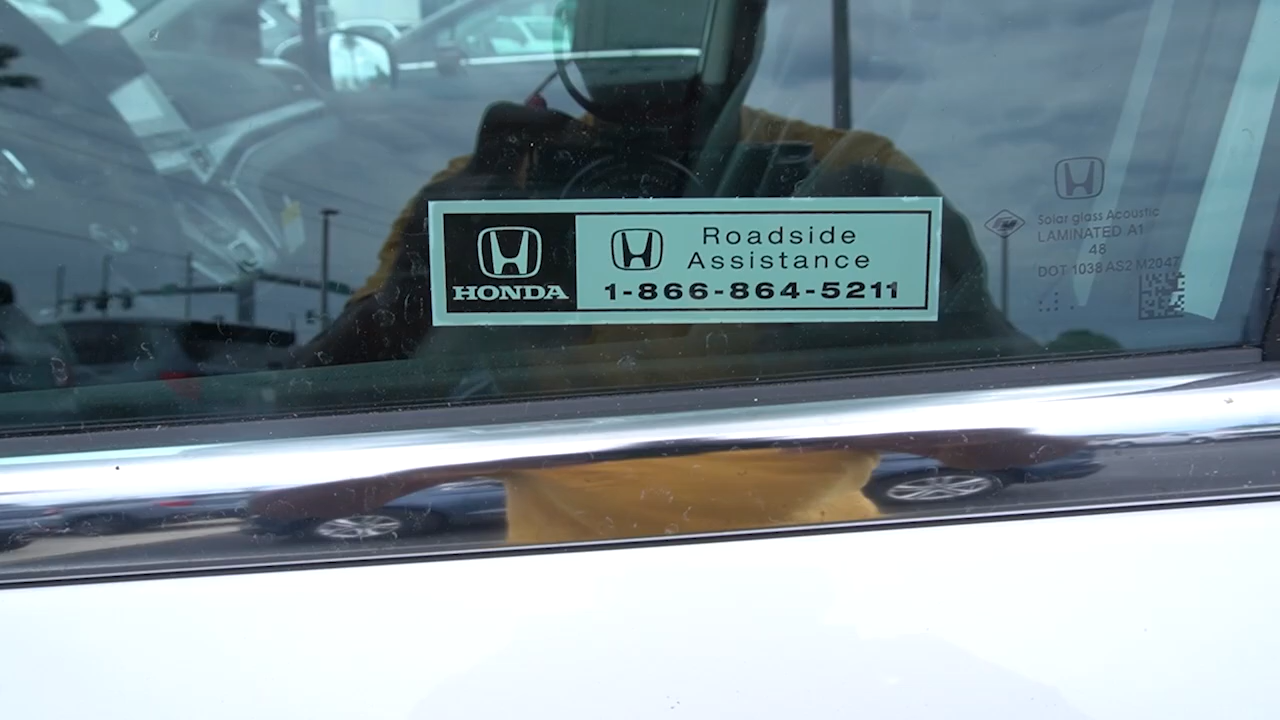 Roadside
Assistance
HONDA
1-866-864-5211
Solar glass Acoustic
LAMINATED A1
48
DOT 1038 AS2 M2047